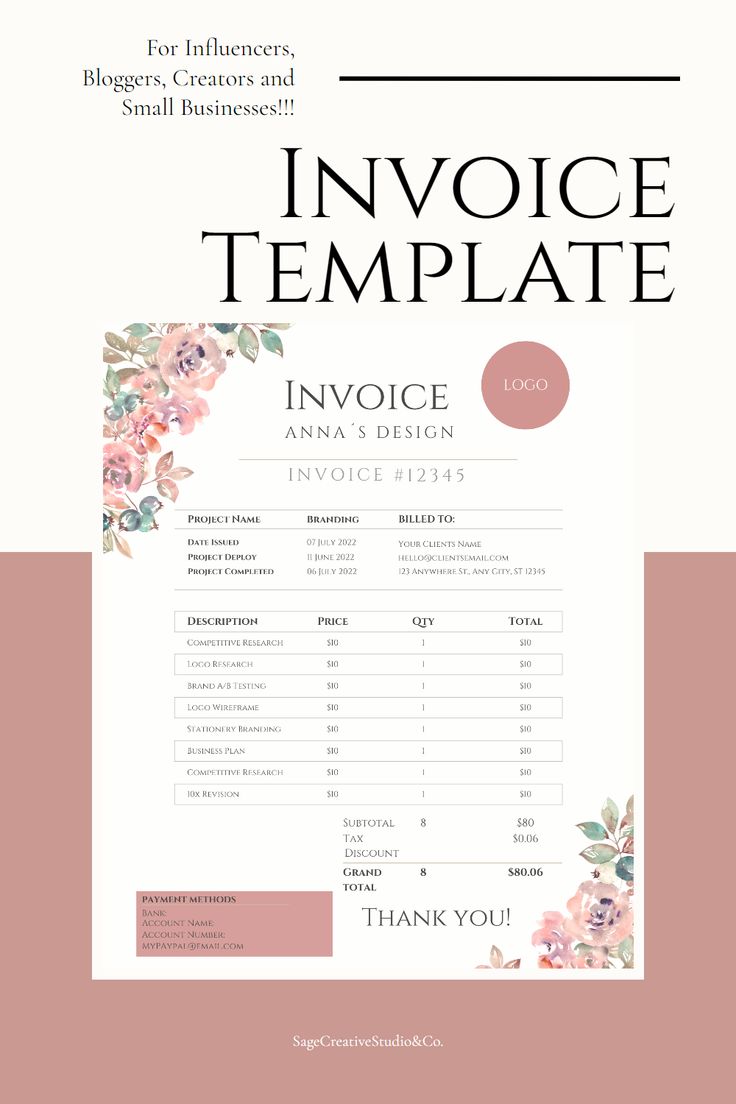 For Influencers,
Bloggers, Creators and
Small Businesses!!!
INVOICE
TEMPLATE
INVOICE
LOGO
ANNA´S DESIGN
INVOICE #12345
PROJECT NAME BRANDING BILLED TO:
DATE ISSUED 07 JULY 2022 YOUR CLIENTS NAME
PROJECT DEPLOY 11 JUNE 2022 HELLO@CLIENTSEMAIL.COM
PROJECT COMPLETED 06 JULY 2022 123 ANYWHERE ST., ANY CITY, ST 12345
DESCRIPTION PRICE QTY TOTAL
COMPETITIVE RESEARCH $10 1 $10
LOGO RESEARCH $10 1 $10
BRAND A/B TESTING $10 1 $10
LOGO WIREFRAME $10 1 $10
STATIONERY BRANDING $10 1 $10
BUSINESS PLAN $10 1 $10
COMPETITIVE RESEARCH $10 1 $10
10X REVISION $10 1 $10
SUBTOTAL 8 $80
TAX $0.06
DISCOUNT
GRAND 8 $80.06
TOTAL
PAYMENT METHODS
BANK:
ACCOUNT NAME:
ACCOUNT NUMBER:
MYPAYPAL@EMAIL.COM
THANK YOU!
SageCreativeStudio&Co.